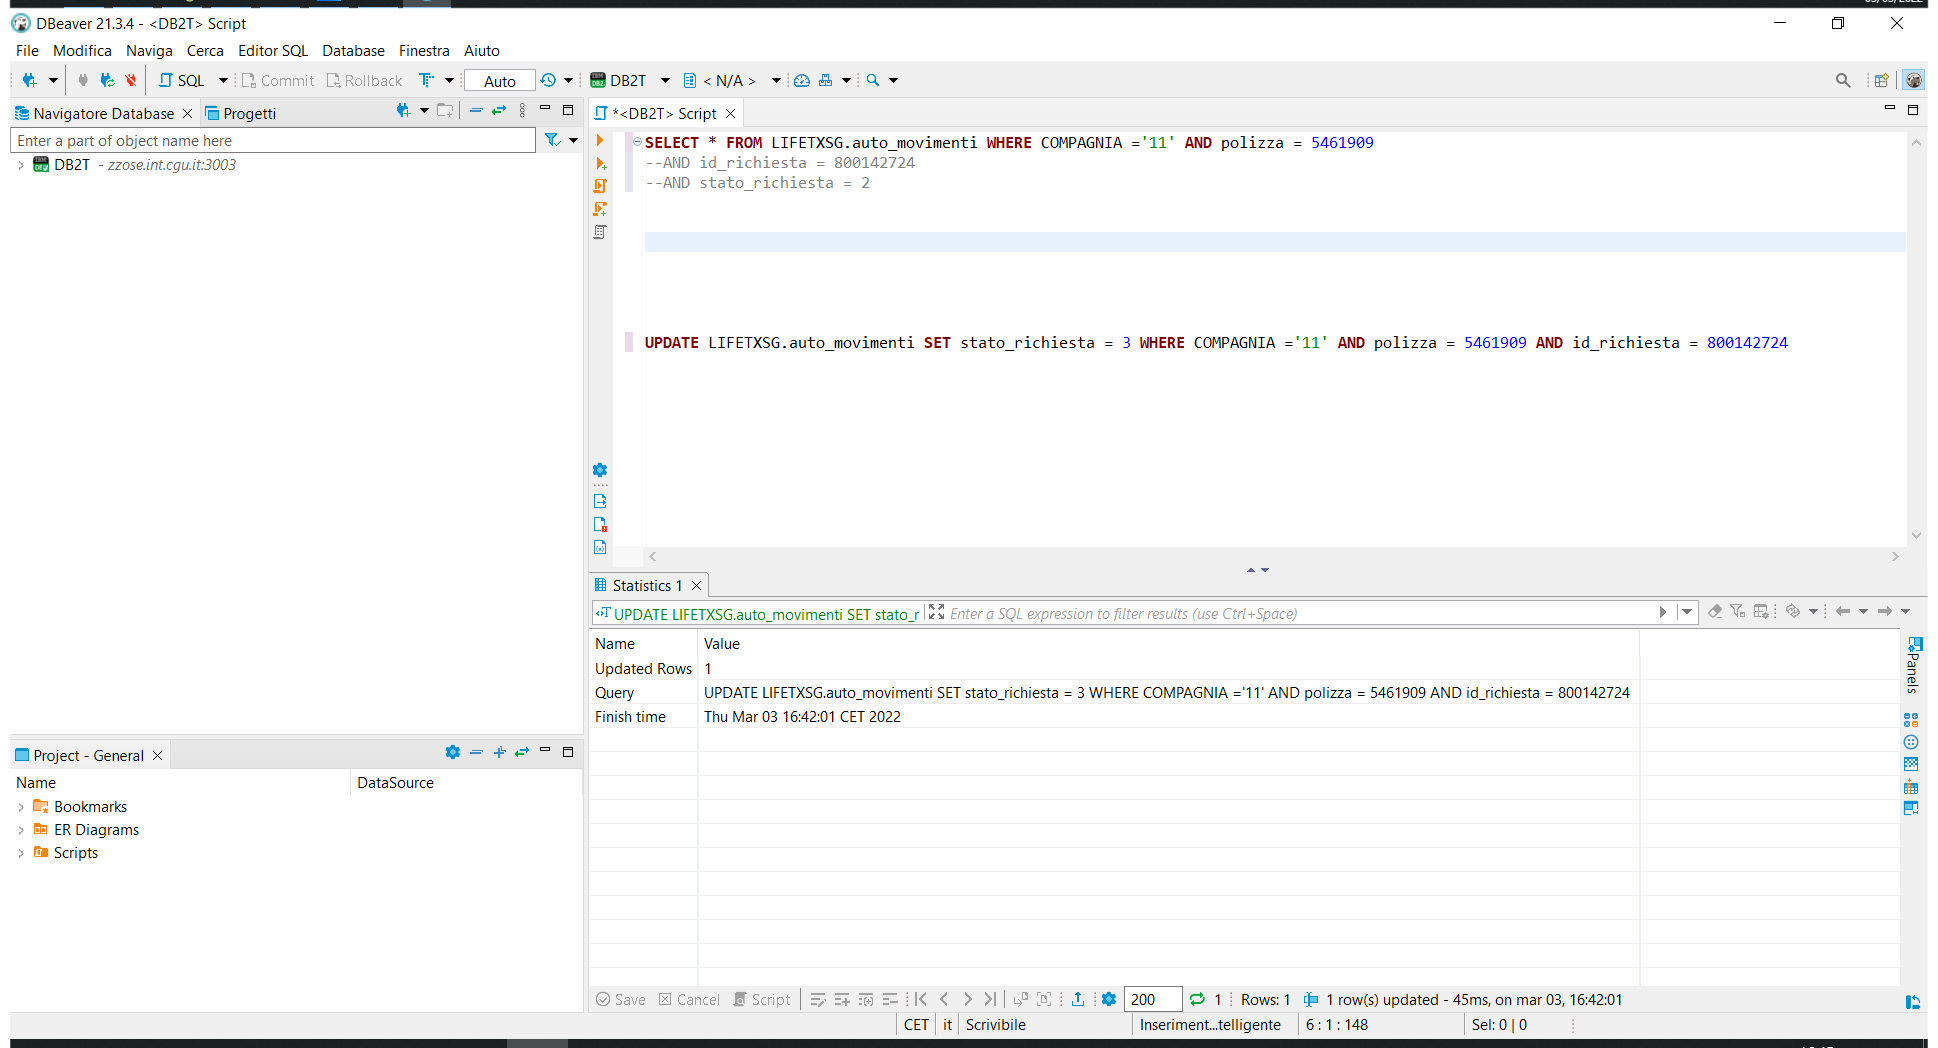 DBeaver 21.3.4 - <DB2T> Script
File Modifica Naviga Cerca Editor SQL Database Finestra Aiuto
SQL Commit Rollback Auto DB2T < N/A >
Navigatore Database Progetti
Enter a part of object name here
DB2T - zzose.int.cgu.it:3003
*<DB2T> Script
SELECT * FROM LIFETXSG.auto_movimenti WHERE COMPAGNIA ='11' AND polizza = 5461909
--AND id_richiesta = 800142724
--AND stato_richiesta = 2
UPDATE LIFETXSG.auto_movimenti SET stato_richiesta = 3 WHERE COMPAGNIA ='11' AND polizza = 5461909 AND id_richiesta = 800142724
Statistics 1
UPDATE LIFETXSG.auto_movimenti SET stato_r Enter a SQL expression to filter results (use Ctrl+Space)
Name Value
Updated Rows 1
Query UPDATE LIFETXSG.auto_movimenti SET stato_richiesta = 3 WHERE COMPAGNIA ='11' AND polizza = 5461909 AND id_richiesta = 800142724
Finish time Thu Mar 03 16:42:01 CET 2022
Panels
Project - General
Name DataSource
Bookmarks
ER Diagrams
Scripts
Save Cancel Script 200 1 Rows: 1 1 row(s) updated - 45ms, on mar 03, 16:42:01
CET it Scrivibile Inseriment...telligente 6 : 1 : 148 Sel: 0 | 0